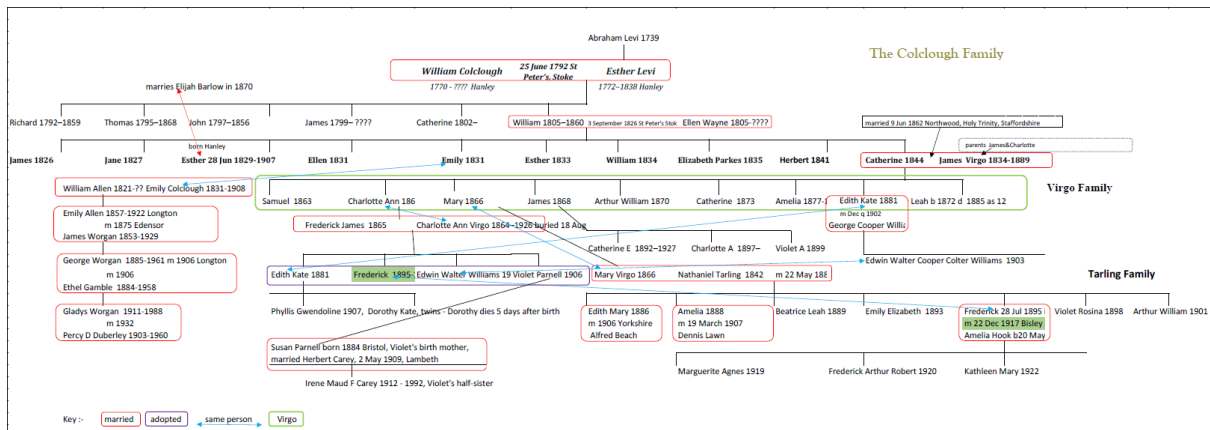 Abraham Levi 1739
The Colclough Family
William Colclough
25 June 1792 St
Peter's, Stoke
Esther Levi
1770 - ???? Hanley
1772–1838 Hanley
marries Elijah Barlow in 1870
Richard 1792–1859
Thomas 1795–1868
John 1797–1856
James 1799– ????
Catherine 1802–
William 1805–1860
3 September 1826 St Peter's Stok
Ellen Wayne 1805-????
married 9 Jun 1862 Northwood, Holy Trinity, Staffordshire
born Hanley
parents James&Charlotte
James 1826
Jane 1827
Esther 28 Jun 1829-1907
Ellen 1831
Emily 1831
Esther 1833
William 1834
Elizabeth Parkes 1835
Herbert 1841
Catherine 1844
James Virgo 1834-1889
William Allen 1821-?? Emily Colclough 1831-1908
Virgo Family
Samuel 1863
Charlotte Ann 186
Mary 1866
James 1868
Arthur William 1870
Catherine 1873
Amelia 1877-1
Edith Kate 1881
m Dec q 1902
George Cooper Willia
Leah b 1872 d 1885 as 12
Emily Allen 1857-1922 Longton
m 1875 Edensor
James Worgan 1853-1929
Frederick James 1865
Charlotte Ann Virgo 1864–1926 buried 18 Aug
Catherine E 1892–1927
Charlotte A 1897–
Violet A 1899
George Worgan 1885-1961 m 1906 Longton
m 1906
Ethel Gamble 1884-1958
Edwin Walter Cooper Colter Williams 1903
Edith Kate 1881
Frederick 1895-
Edwin Walter Williams 19
Violet Parnell 1906
Mary Virgo 1866
Nathaniel Tarling 1842
m 22 May 188
Tarling Family
Gladys Worgan 1911-1988
m 1932
Percy D Duberley 1903-1960
Phyllis Gwendoline 1907, Dorothy Kate, twins - Dorothy dies 5 days after birth
Edith Mary 1886
m 1906 Yorkshire
Alfred Beach
Amelia 1888
m 19 March 1907
Dennis Lawn
Beatrice Leah 1889
Emily Elizabeth 1893
Frederick 28 Jul 1895
m 22 Dec 1917 Bisley
Amelia Hook b20 May
Violet Rosina 1898
Arthur William 1901
Susan Parnell born 1884 Bristol, Violet's birth mother,
married Herbert Carey, 2 May 1909, Lambeth
Irene Maud F Carey 1912 - 1992, Violet's half-sister
Marguerite Agnes 1919
Frederick Arthur Robert 1920
Kathleen Mary 1922
Key :-
married
adopted
same person
Virgo